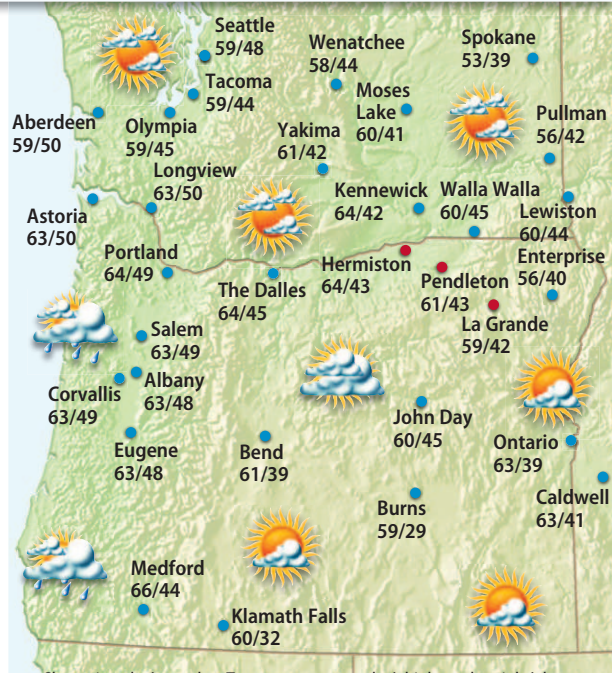 Seattle
59/48
Wenatchee
58/44
Spokane
53/39
Tacoma
59/44
Moses
Lake
60/41
Aberdeen
59/50
Olympia
59/45
Yakima
61/42
Pullman
56/42
Longview
63/50
Kennewick
64/42
Walla Walla
60/45
Lewiston
60/44
Astoria
63/50
Portland
64/49
The Dalles
64/45
Hermiston
64/43
Pendleton
61/43
Enterprise
56/40
La Grande
59/42
Salem
63/49
Corvallis
63/49
Albany
63/48
John Day
60/45
Ontario
63/39
Eugene
63/48
Bend
61/39
Caldwell
63/41
Burns
59/29
Medford
66/44
Klamath Falls
60/32